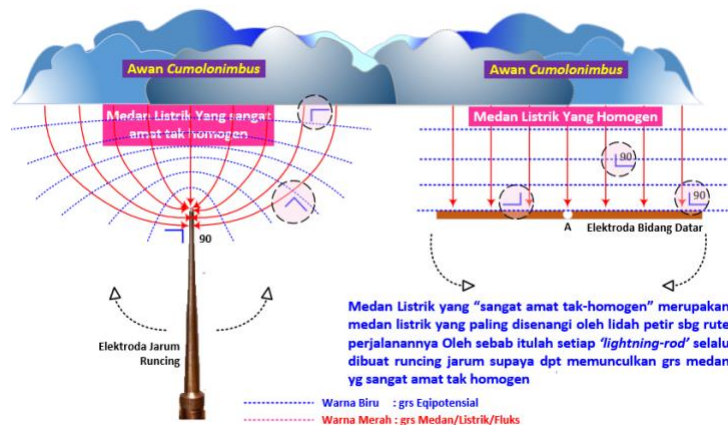 Awan Cumolonimbus
Awan Cumolonimbus
Medan Listrik Yang sangat
amat tak homogen
Medan Listrik Yang Homogen
90
90
90
A
Elektroda Bidang Datar
Elektroda Jarum
Runcing
Medan Listrik yang “sangat amat tak-homogen” merupakan
medan listrik yang paling disenangi oleh lidah petir sbg rute
perjalanannya Oleh sebab itulah setiap ‘lightning-rod’ selalu
dibuat runcing jarum supaya dpt memunculkan grs medan
yg sangat amat tak homogen
Warna Biru : grs Eqipotensial
Warna Merah : grs Medan/Listrik/Fluks